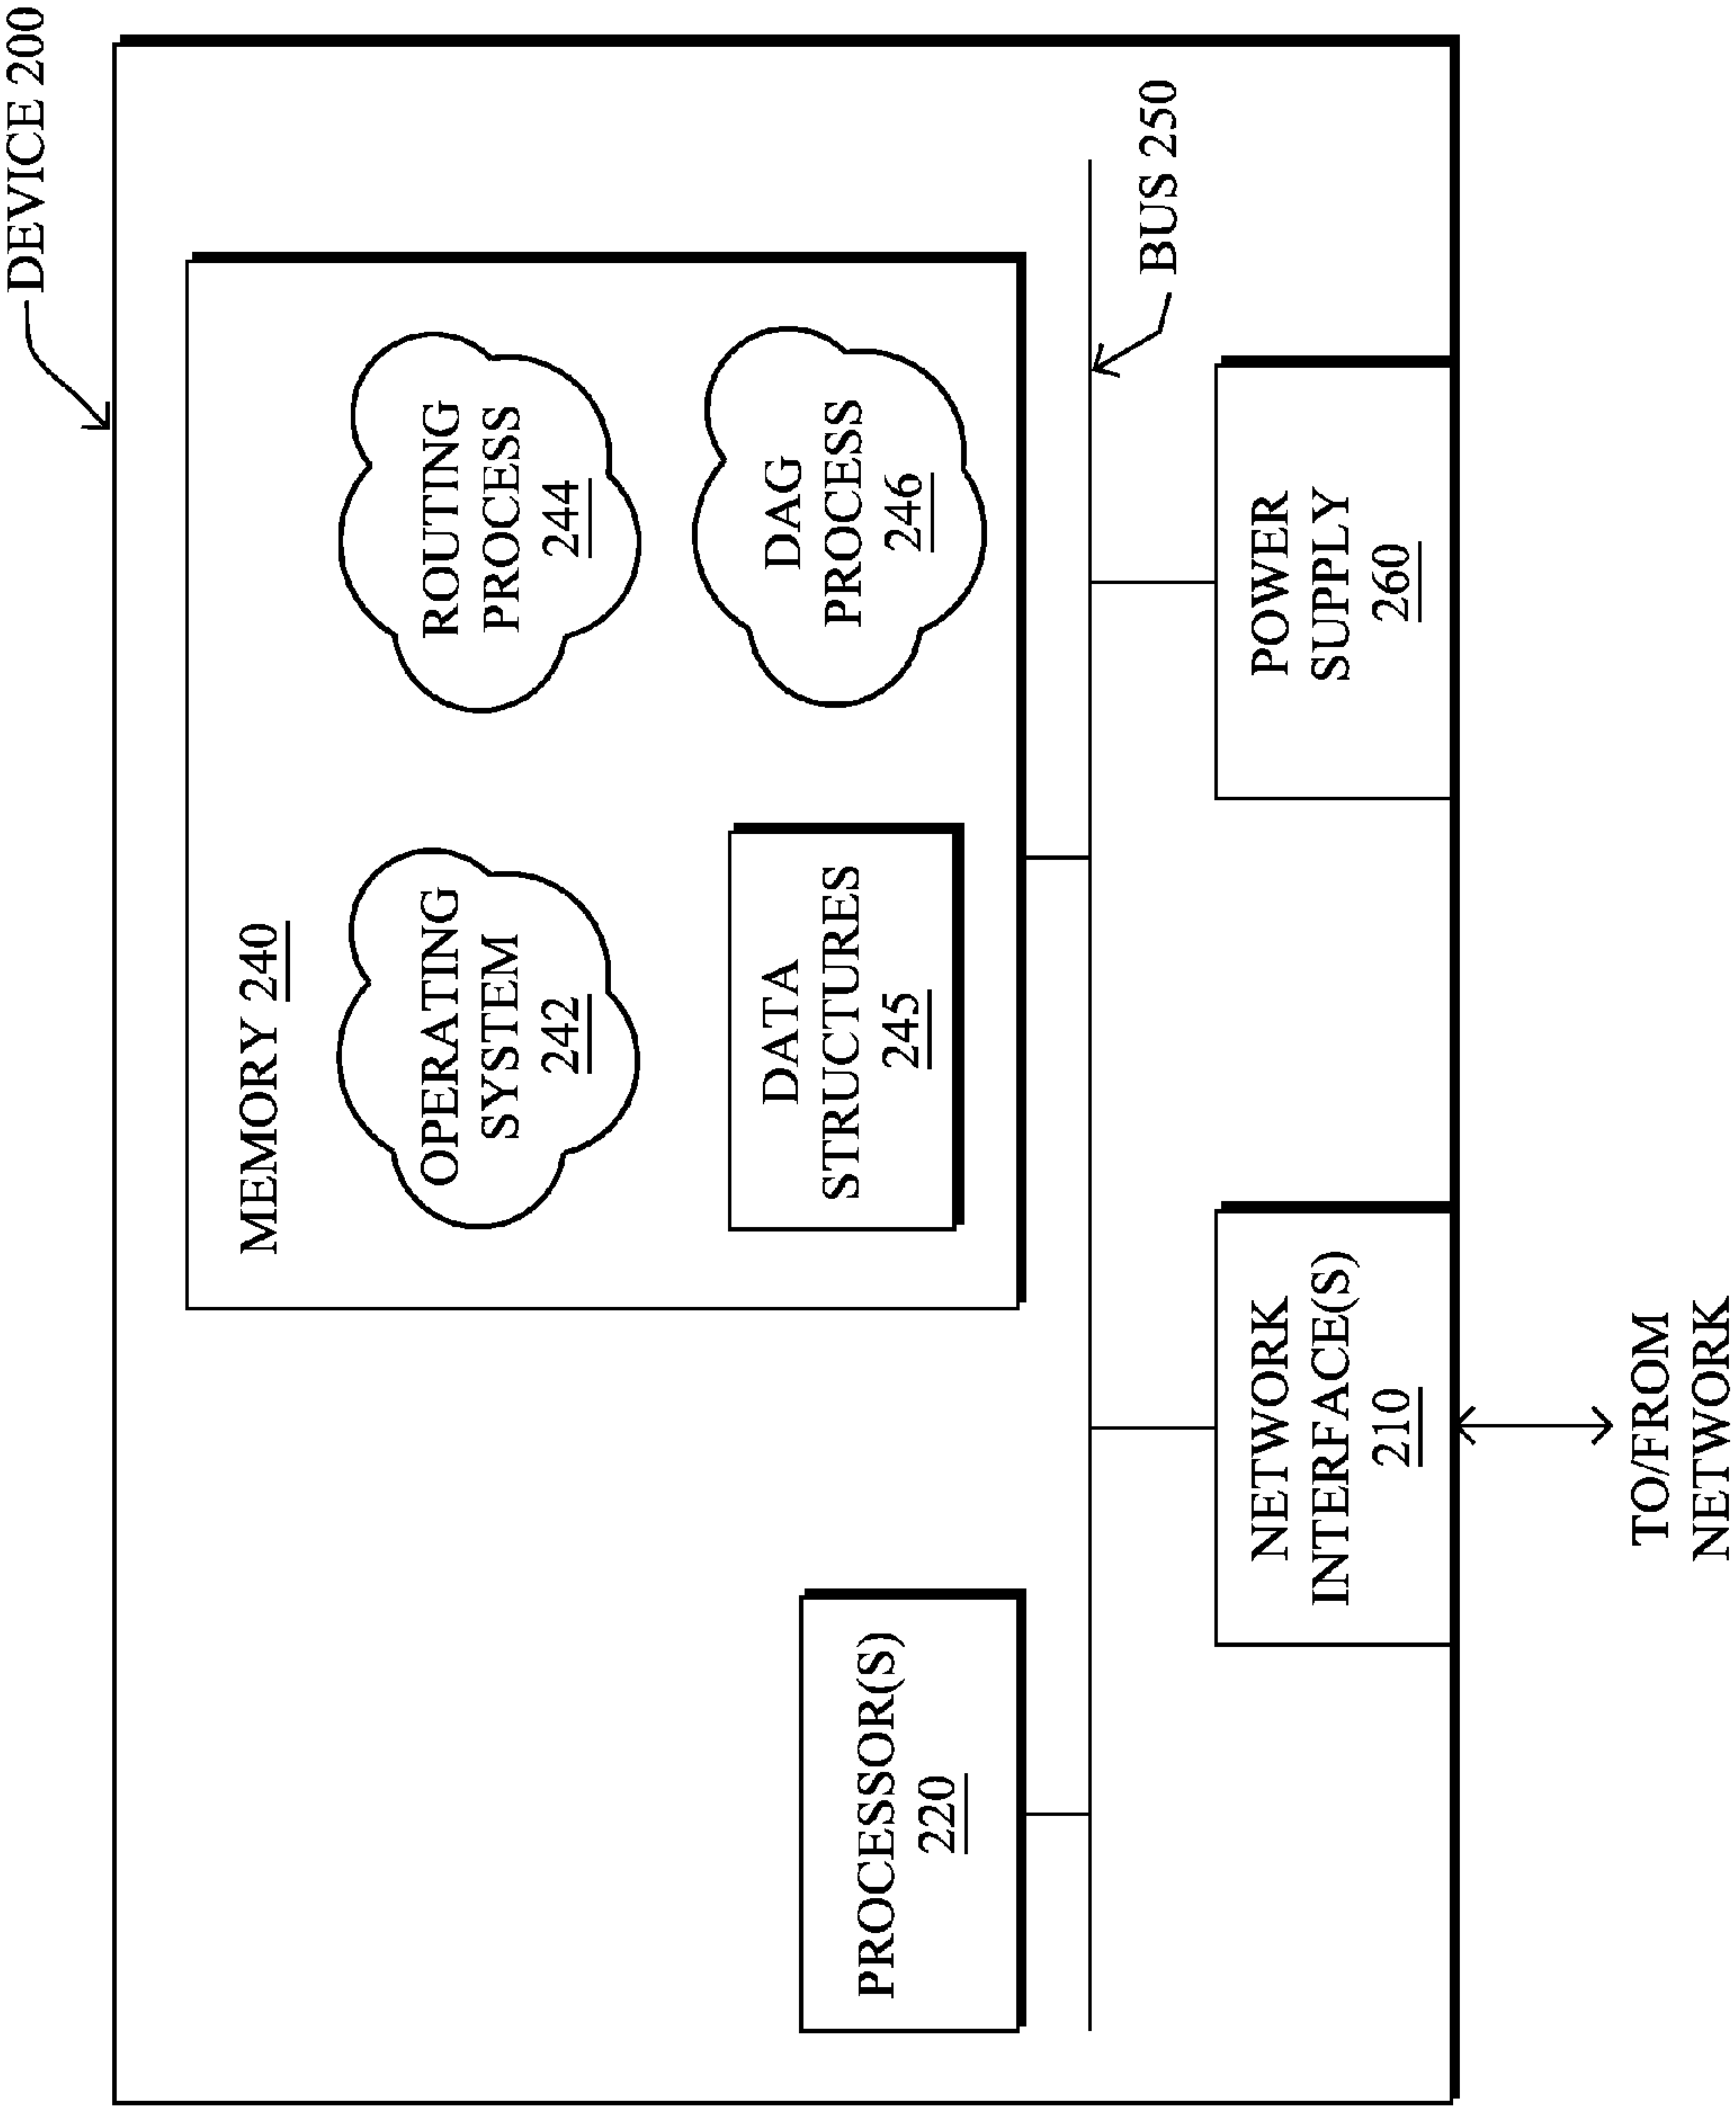 DEVICE 200
MEMORY 240
OPERATING
SYSTEM
242
ROUTING
PROCESS
244
DATA
STRUCTURES
245
DAG
PROCESS
246
PROCESSOR(S)
220
BUS 250
NETWORK
INTERFACE(S)
210
POWER
SUPPLY
260
TO/FROM
NETWORK